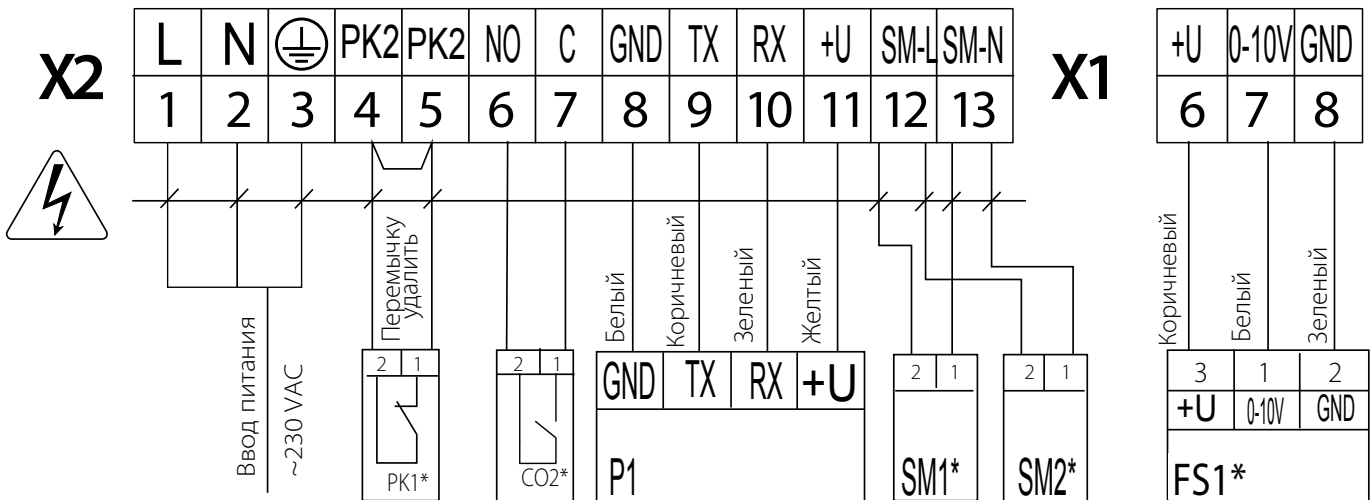 X2
L N PK2 PK2 NO C GND TX RX +U SM-L SM-N
1 2 3 4 5 6 7 8 9 10 11 12 13
X1
+U 0-10V GND
6 7 8
Ввод питания
~230 VAC
Перемычку
удалить
2 1
PK1*
2 1
CO2*
Белый
Коричневый
Зеленый
Желтый
GND TX RX +U
P1
2 1
SM1*
2 1
SM2*
Коричневый
Белый
Зеленый
3 1 2
+U 0-10V GND
FS1*